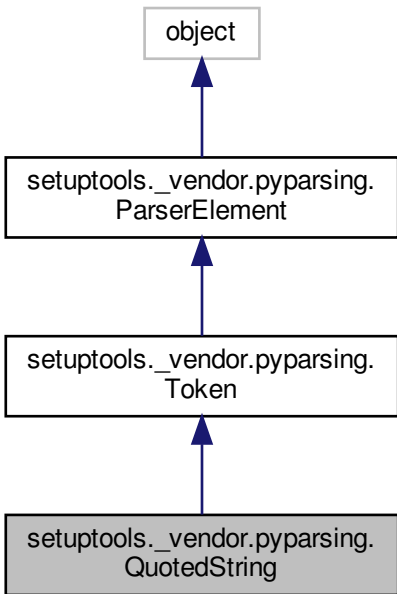 object
setuptools._vendor.pyparsing.
ParserElement
setuptools._vendor.pyparsing.
Token
setuptools._vendor.pyparsing.
QuotedString